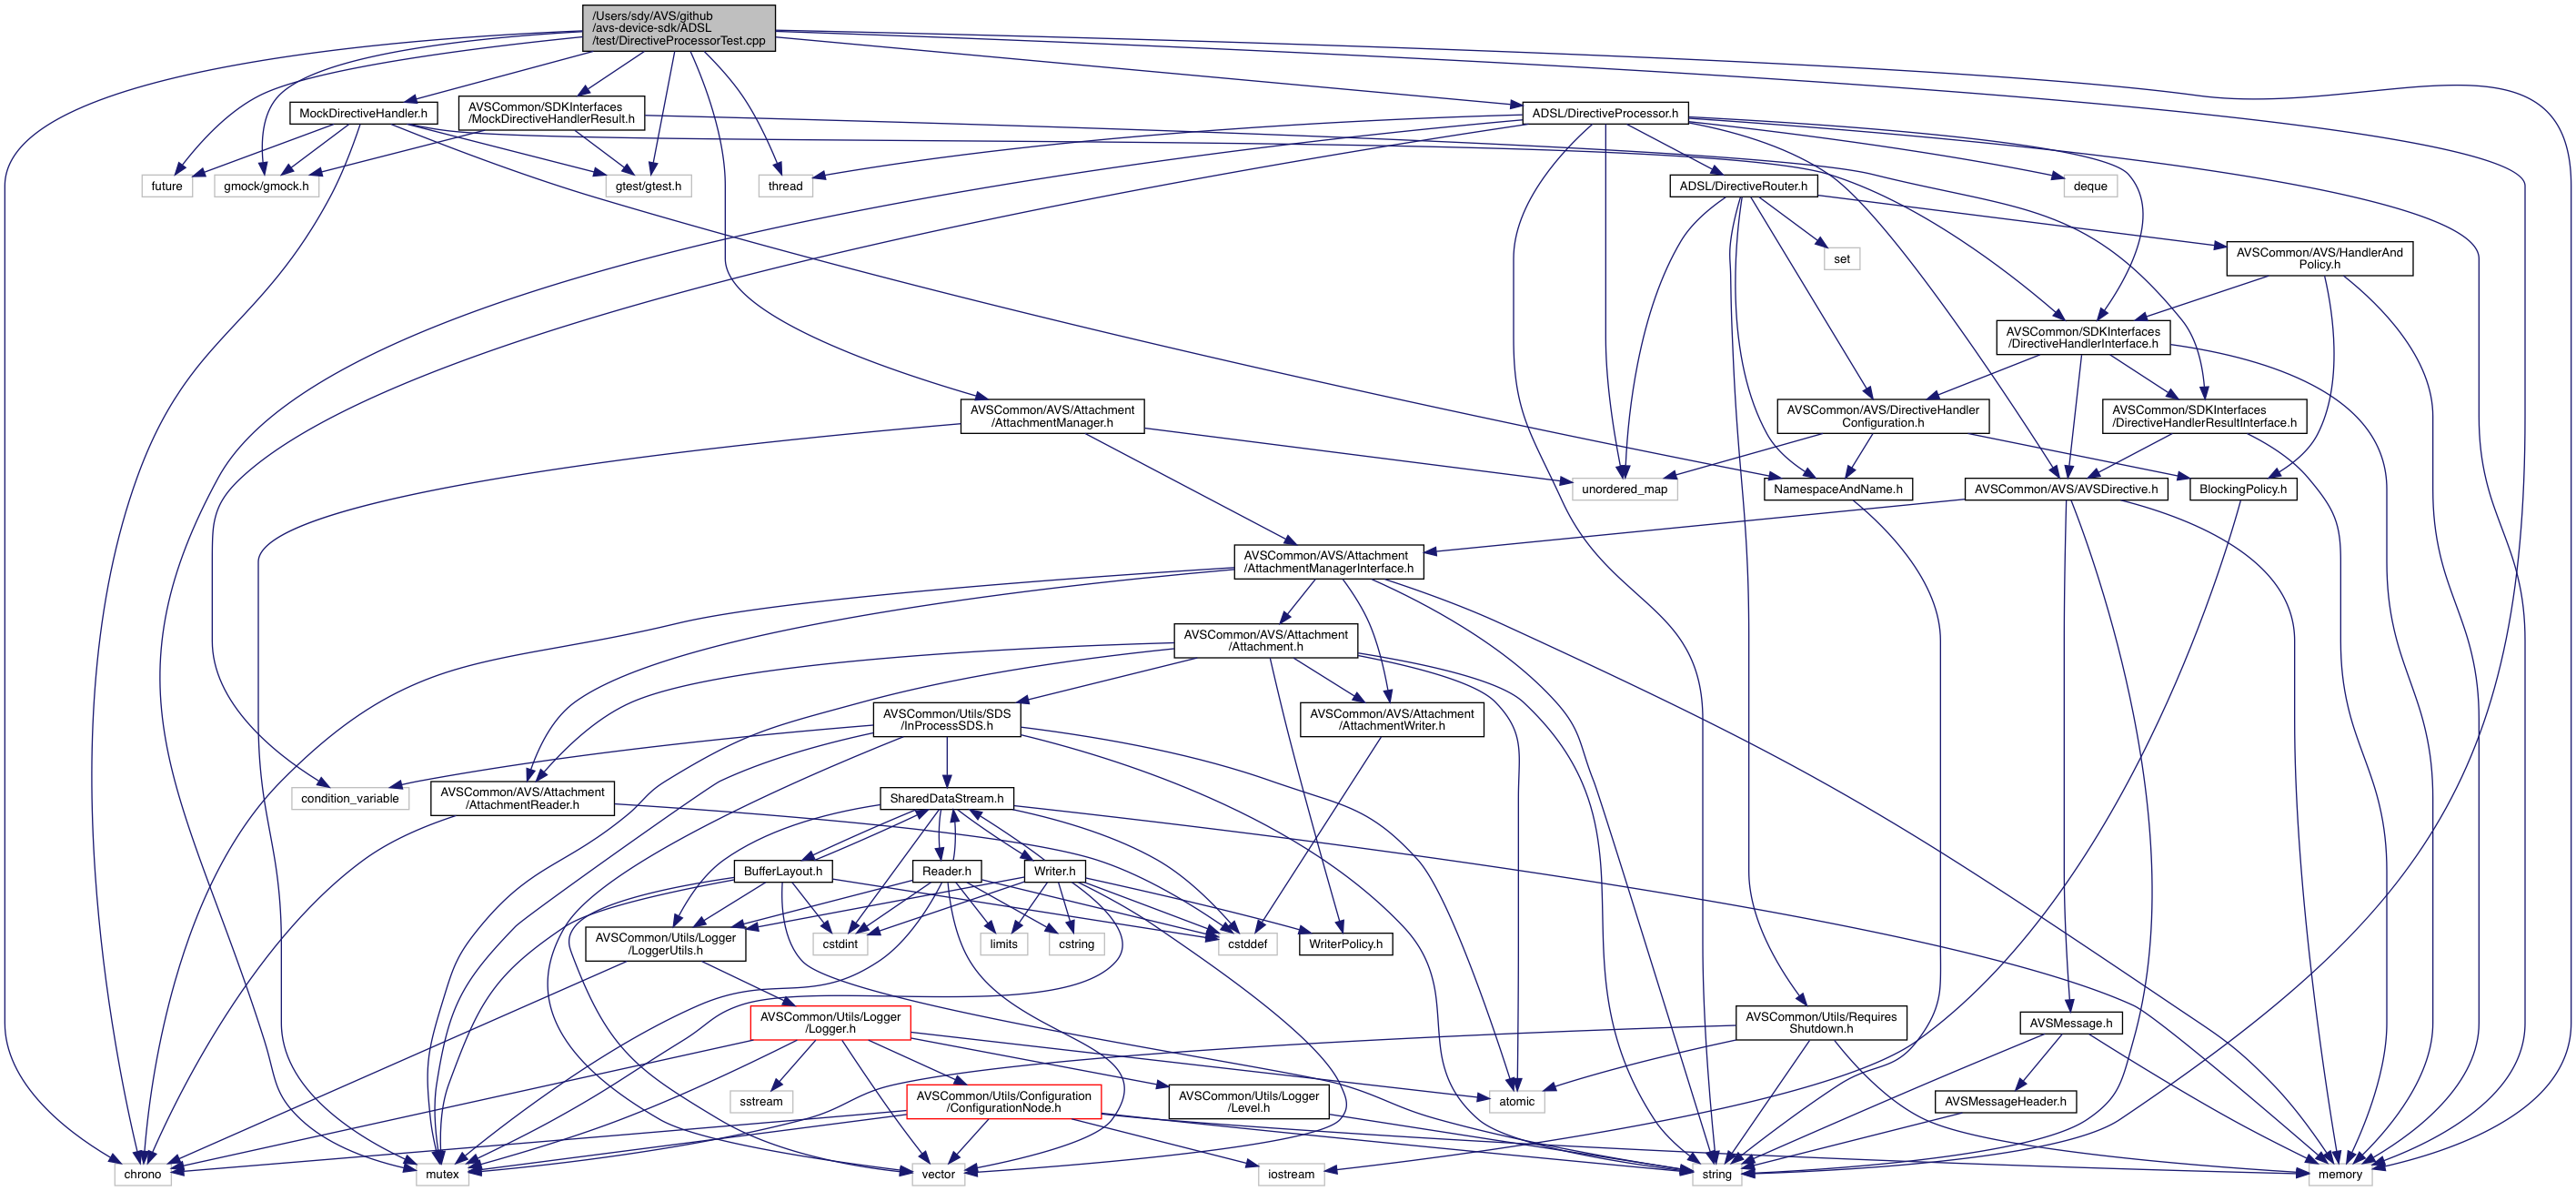 /Users/sdy/AVS/github
/avs-device-sdk/ADSL
/test/DirectiveProcessorTest.cpp
MockDirectiveHandler.h
AVSCommon/SDKInterfaces
/MockDirectiveHandlerResult.h
ADSL/DirectiveProcessor.h
future
gmock/gmock.h
gtest/gtest.h
thread
ADSL/DirectiveRouter.h
deque
set
AVSCommon/AVS/HandlerAnd
Policy.h
AVSCommon/SDKInterfaces
/DirectiveHandlerInterface.h
AVSCommon/AVS/Attachment
/AttachmentManager.h
AVSCommon/AVS/DirectiveHandler
Configuration.h
AVSCommon/SDKInterfaces
/DirectiveHandlerResultInterface.h
unordered_map
NamespaceAndName.h
AVSCommon/AVS/AVSDirective.h
BlockingPolicy.h
AVSCommon/AVS/Attachment
/AttachmentManagerInterface.h
AVSCommon/AVS/Attachment
/Attachment.h
AVSCommon/Utils/SDS
/InProcessSDS.h
AVSCommon/AVS/Attachment
/AttachmentWriter.h
condition_variable
AVSCommon/AVS/Attachment
/AttachmentReader.h
SharedDataStream.h
BufferLayout.h
Reader.h
Writer.h
AVSCommon/Utils/Logger
/LoggerUtils.h
cstdint
limits
cstring
cstddef
WriterPolicy.h
AVSCommon/Utils/Logger
/Logger.h
AVSCommon/Utils/Requires
Shutdown.h
AVSMessage.h
sstream
AVSCommon/Utils/Configuration
/ConfigurationNode.h
AVSCommon/Utils/Logger
/Level.h
atomic
AVSMessageHeader.h
chrono
mutex
vector
iostream
string
memory